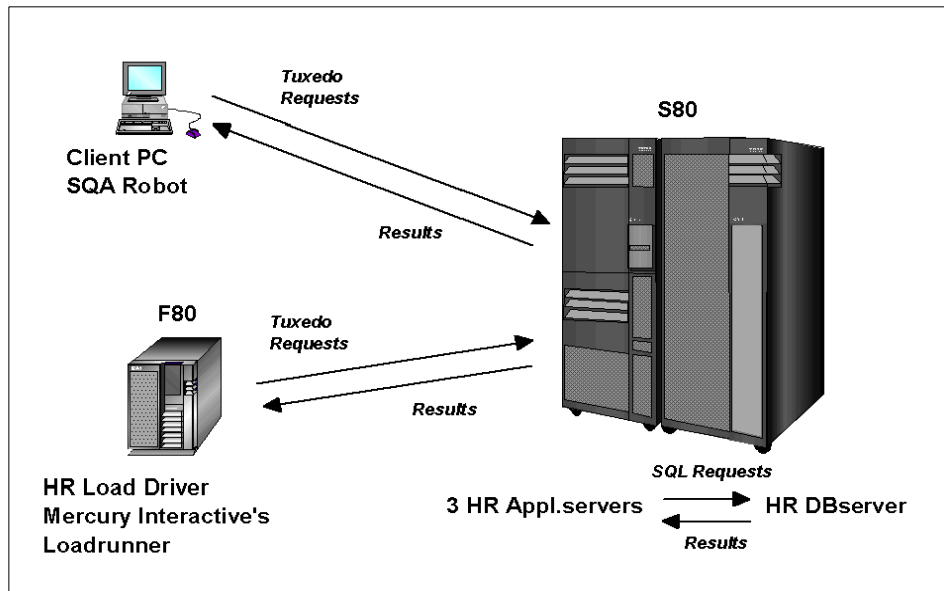 Tuxedo
Requests
Client PC
SQA Robot
Results
S80
F80
Tuxedo
Requests
Results
HR Load Driver
Mercury Interactive's
Loadrunner
SQL Requests
3 HR Appl.servers
HR DBserver
Results